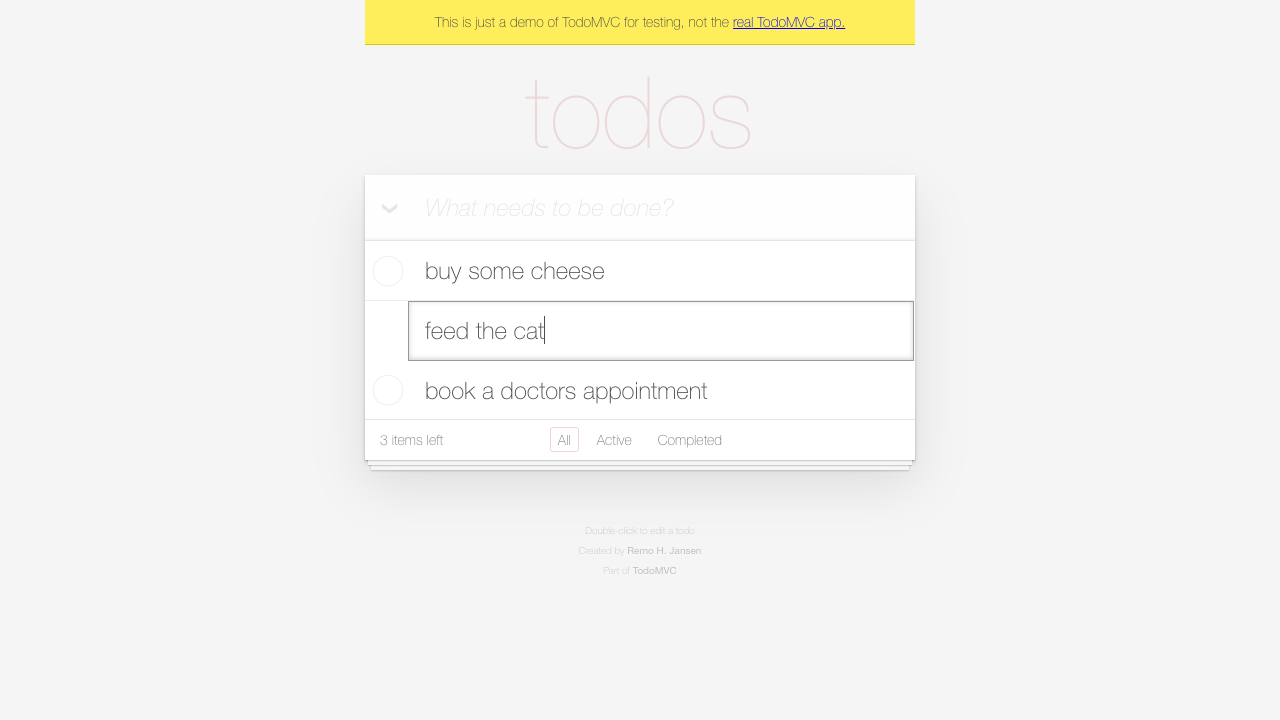 This is just a demo of TodoMVC for testing, not the real TodoMVC app.
todos
What needs to be done?
buy some cheese
feed the cat
book a doctors appointment
3 items left All Active Completed
Double-click to edit a todo
Created by Remo H. Jansen
Part of TodoMVC